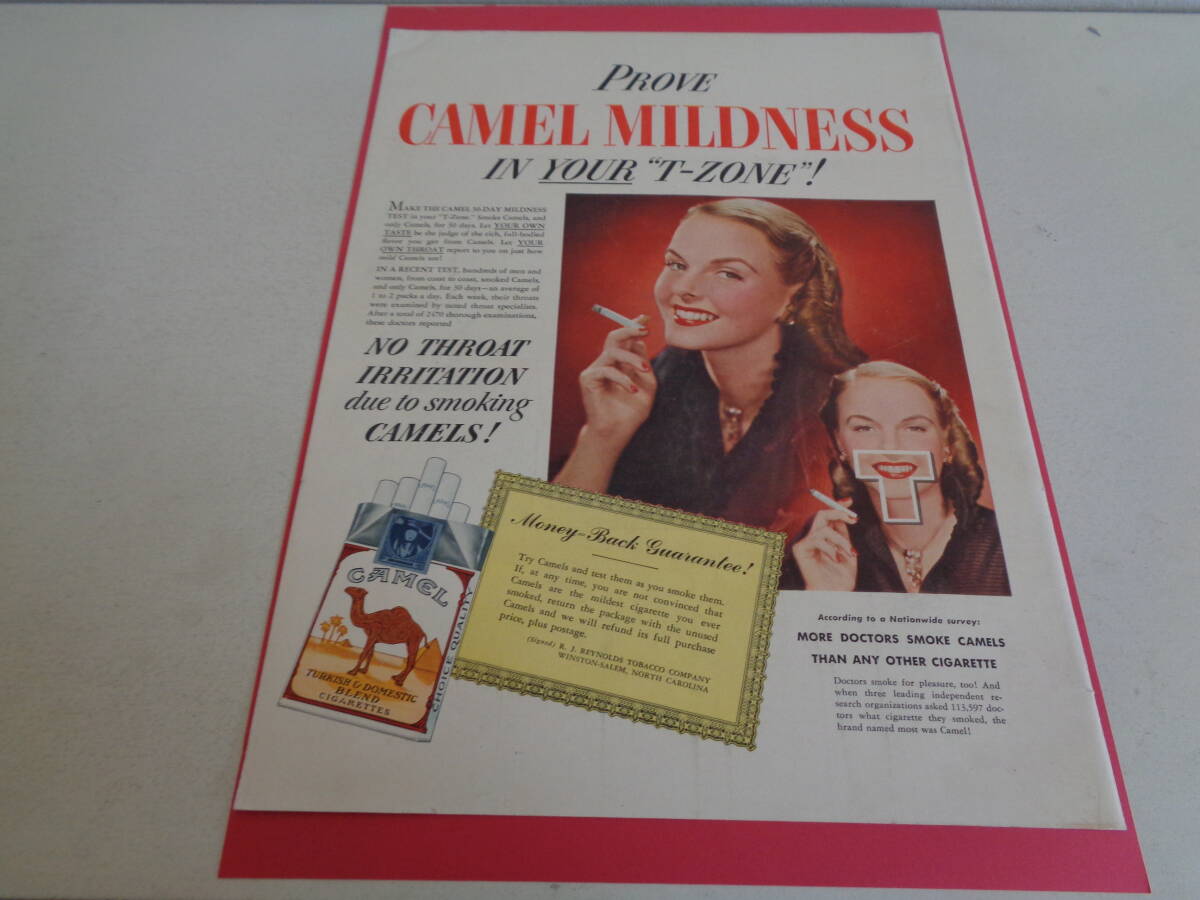 PROVE
CAMEL MILDNESS
IN YOUR "T-ZONE"!
MAKE THE CAMEL 30-DAY MILDNESS
TEST in your "T-Zone." Smoke Camels, and
only Camels, for 30 days. Let YOUR OWN
TASTE be the judge of the rich, full-bodied
flavor you get from Camels. Let YOUR
OWN THROAT report to you on just how
mild Camels are!
IN A RECENT TEST, hundreds of men and
women, from coast to coast, smoked Camels,
and only Camels, for 30 days—an average of
1 to 2 packs a day. Each week, their throats
were examined by noted throat specialists.
After a total of 2470 thorough examinations,
these doctors reported
NO THROAT
IRRITATION
due to smoking
CAMELS!
T
CAMEL
TURKISH & DOMESTIC
BLEND
CIGARETTES
CHOICE QUALITY
Money-Back Guarantee!
Try Camels and test them as you smoke them.
If, at any time, you are not convinced that
Camels are the mildest cigarette you ever
smoked, return the package with the unused
Camels and we will refund its full purchase
price, plus postage.
(Signed) R. J. REYNOLDS TOBACCO COMPANY
WINSTON-SALEM, NORTH CAROLINA
According to a Nationwide survey:
MORE DOCTORS SMOKE CAMELS
THAN ANY OTHER CIGARETTE
Doctors smoke for pleasure, too! And
when three leading independent re-
search organizations asked 113,597 doc-
tors what cigarette they smoked, the
brand named most was Camel!